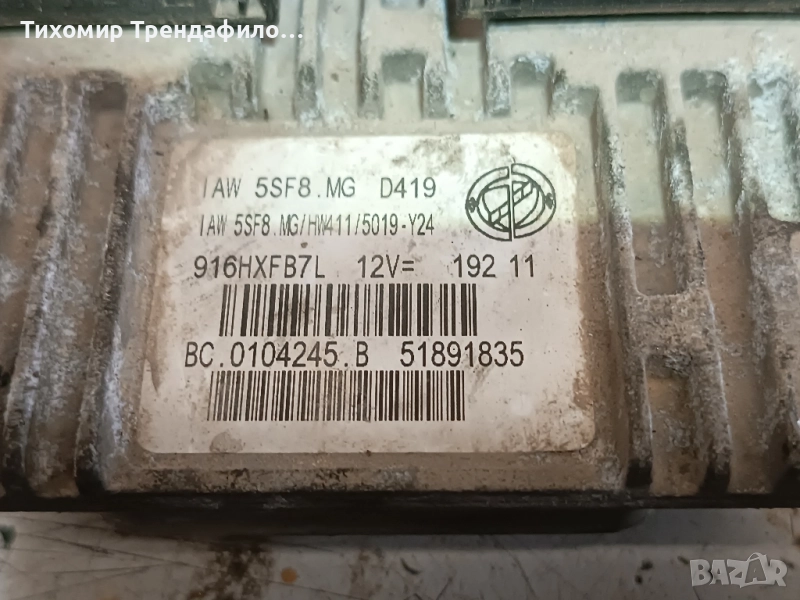 Тихомир Трендафило...
IAW 5SF8.MG D419
IAW 5SF8.MG/HW411/5019-Y24
916HXFB7L 12V= 192 11
BC.0104245.B 51891835
BAZAR